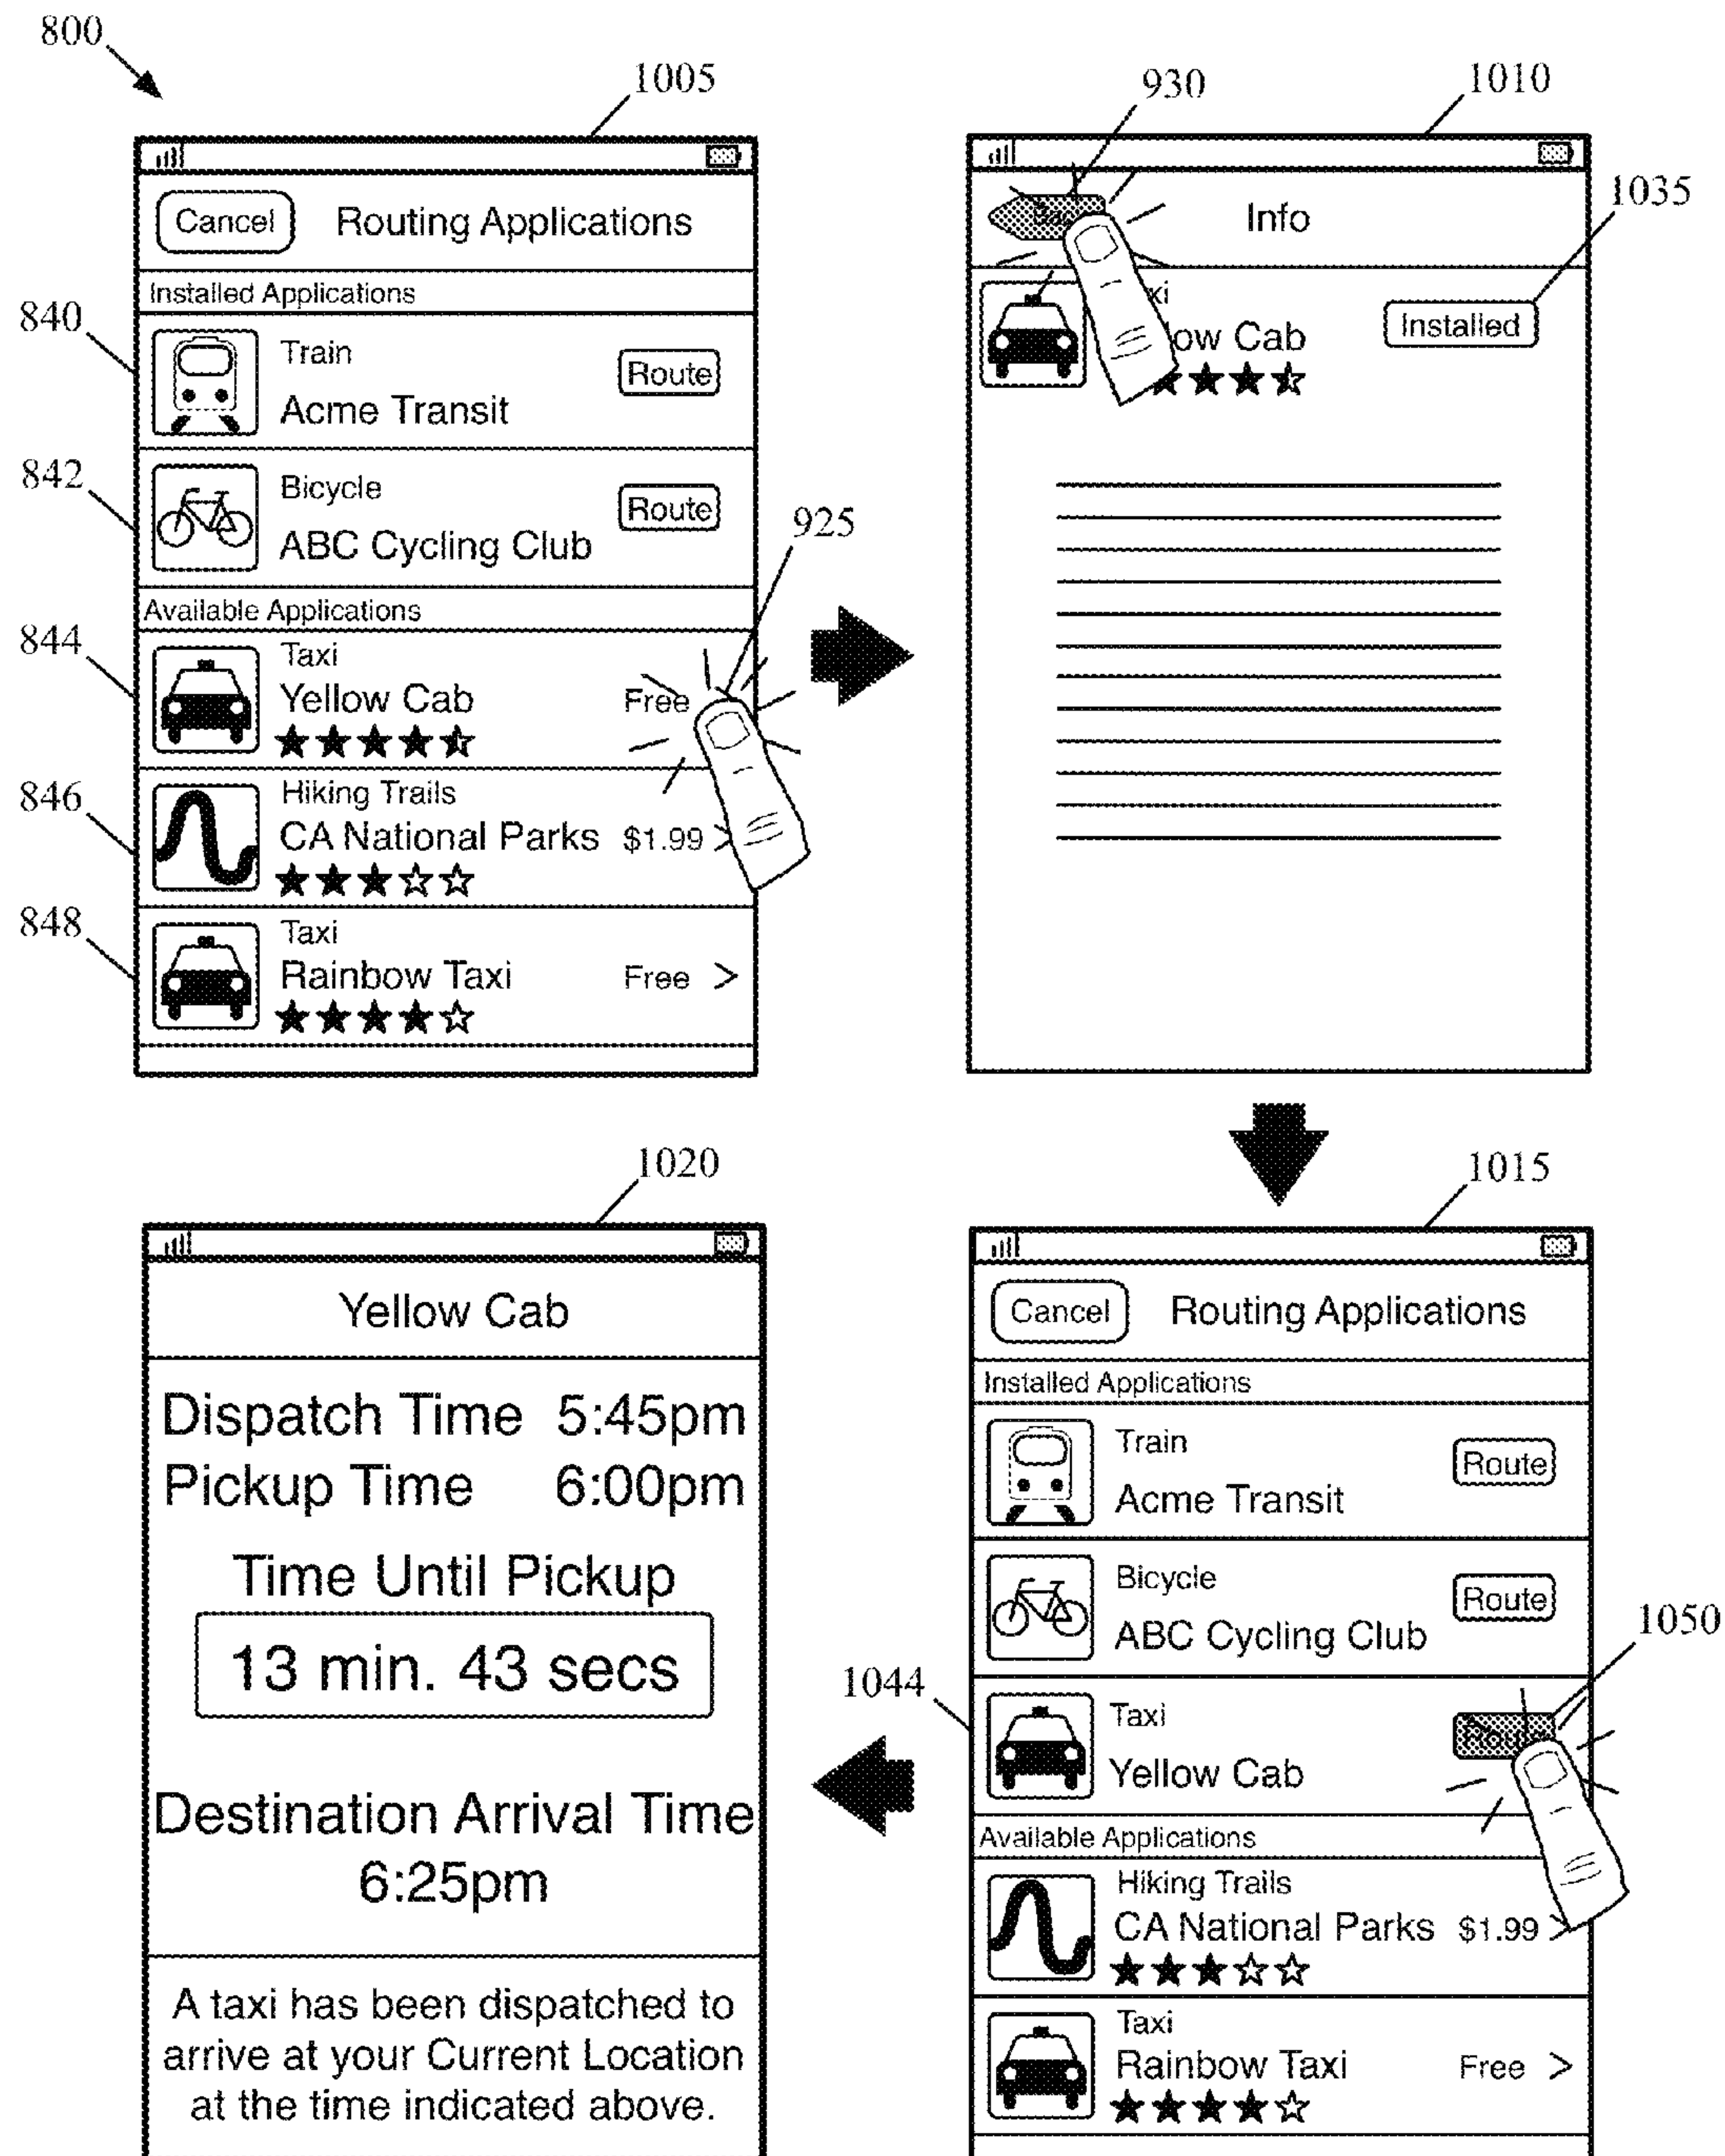 800
1005
Cancel Routing Applications
Installed Applications
840
Train
Acme Transit
Route
842
Bicycle
ABC Cycling Club
Route
925
Available Applications
844
Taxi
Yellow Cab
Free
846
Hiking Trails
CA National Parks $1.99 >
848
Taxi
Rainbow Taxi
Free >
930
1010
1035
Info
Installed
1015
Cancel Routing Applications
Installed Applications
Train
Acme Transit
Route
Bicycle
ABC Cycling Club
Route
1050
1044
Taxi
Yellow Cab
Available Applications
Hiking Trails
CA National Parks $1.99 >
Taxi
Rainbow Taxi
Free >
1020
Yellow Cab
Dispatch Time 5:45pm
Pickup Time 6:00pm
Time Until Pickup
13 min. 43 secs
Destination Arrival Time
6:25pm
A taxi has been dispatched to
arrive at your Current Location
at the time indicated above.